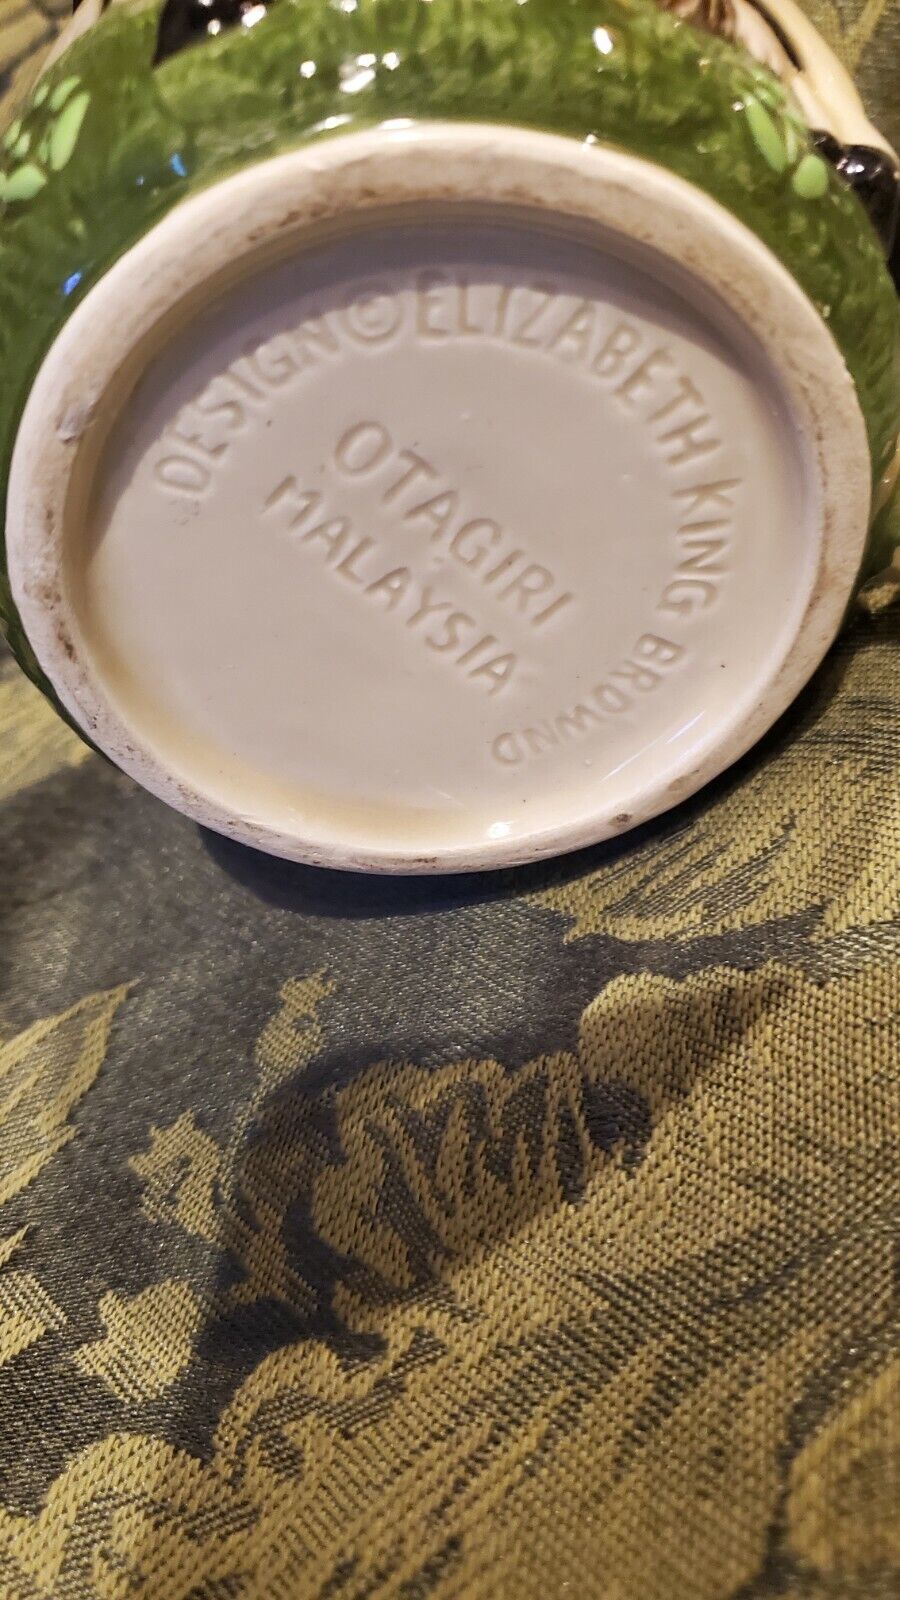 DESIGN © ELIZABETH KING BROWND
OTAGIRI
MALAYSIA